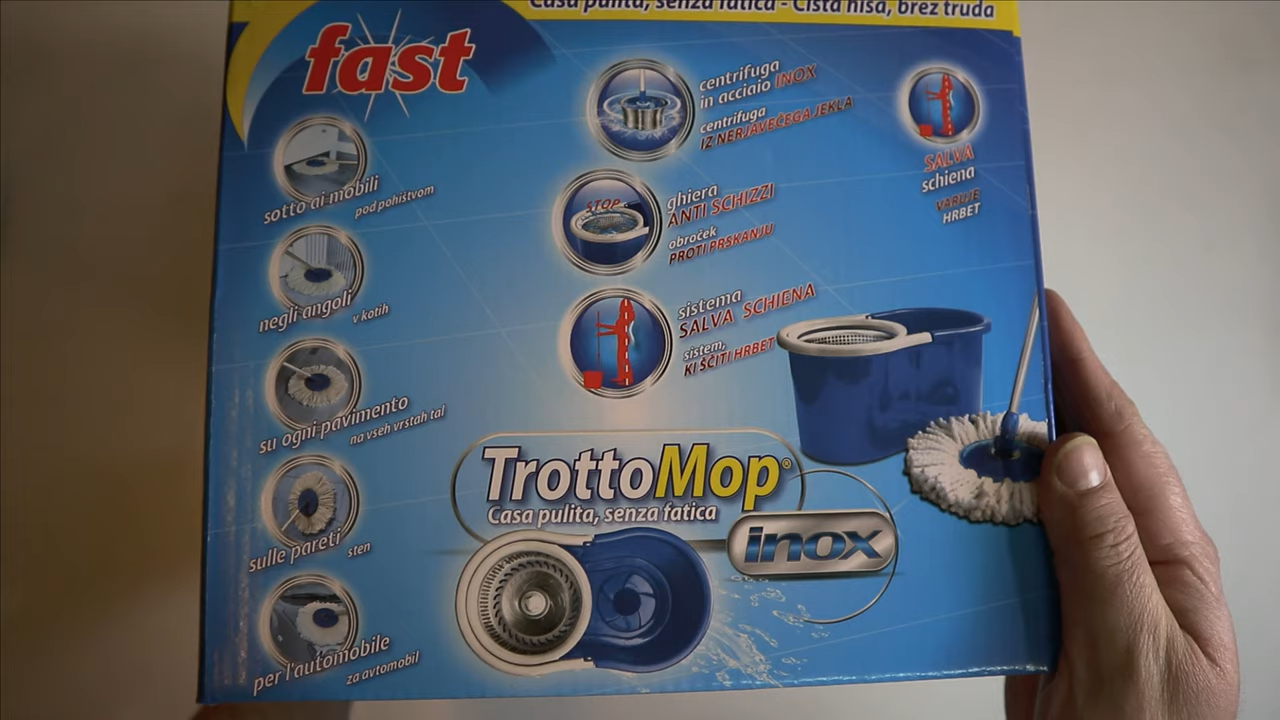 Casa pulita, senza fatica - Čista hiša, brez truda
fast
sotto ai mobili
pod pohištvom
negli angoli
v kotih
su ogni pavimento
na vseh vrstah tal
sulle pareti
sten
per l'automobile
za avtomobil
centrifuga
in acciaio INOX
centrifuga
IZ NERJAVEČEGA JEKLA
STOP
ghiera
ANTI SCHIZZI
obroček
PROTI PRSKANJU
sistema
SALVA SCHIENA
sistem,
KI ŠČITI HRBET
SALVA
schiena
VARUJE
HRBET
TrottoMop®
Casa pulita, senza fatica
inox